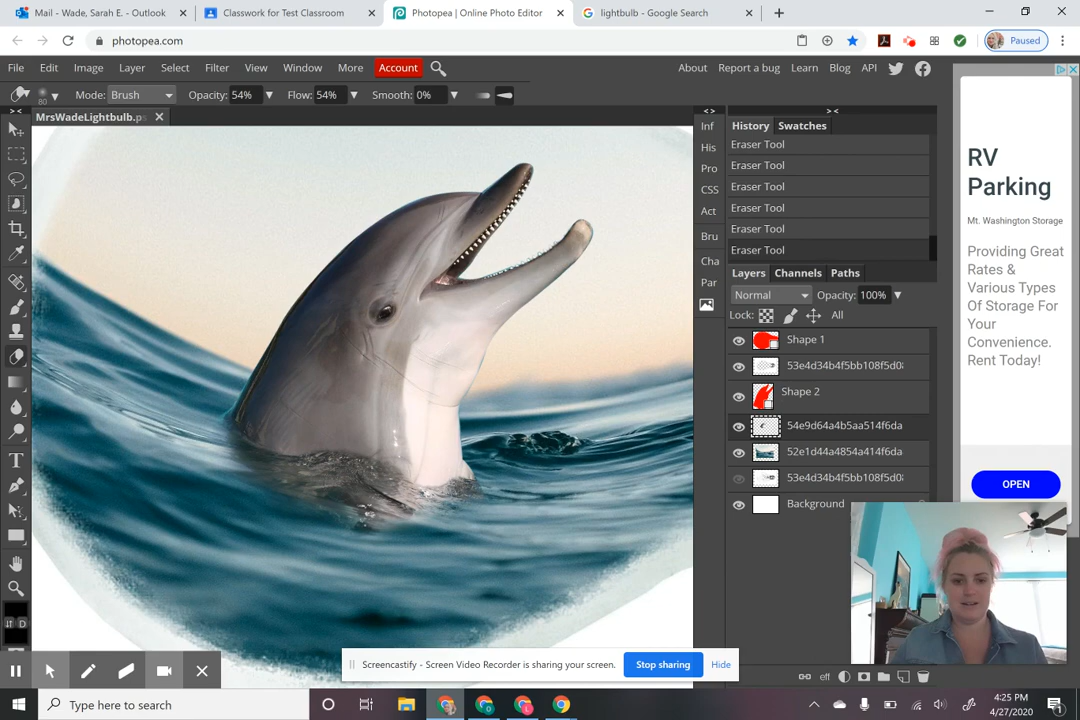 Mail - Wade, Sarah E. - Outlook
Classwork for Test Classroom
Photopea | Online Photo Editor
lightbulb - Google Search
photopea.com
Paused
File Edit Image Layer Select Filter View Window More Account
About Report a bug Learn Blog API
80 Mode: Brush Opacity: 54% Flow: 54% Smooth: 0%
MrsWadeLightbulb.ps
Inf
His
Pro
CSS
Act
Bru
Cha
Par
History Swatches
Eraser Tool
Eraser Tool
Eraser Tool
Eraser Tool
Eraser Tool
Eraser Tool
Layers Channels Paths
Normal Opacity: 100%
Lock: All
Shape 1
53e4d34b4f5bb108f5d0
Shape 2
54e9d64a4b5aa514f6da
52e1d44a4854a414f6da
53e4d34b4f5bb108f5d0
Background
eff
D
RV
Parking
Mt. Washington Storage
Providing Great
Rates &
Various Types
Of Storage For
Your
Convenience.
Rent Today!
OPEN
Screencastify - Screen Video Recorder is sharing your screen. Stop sharing Hide
Type here to search
4:25 PM
4/27/2020